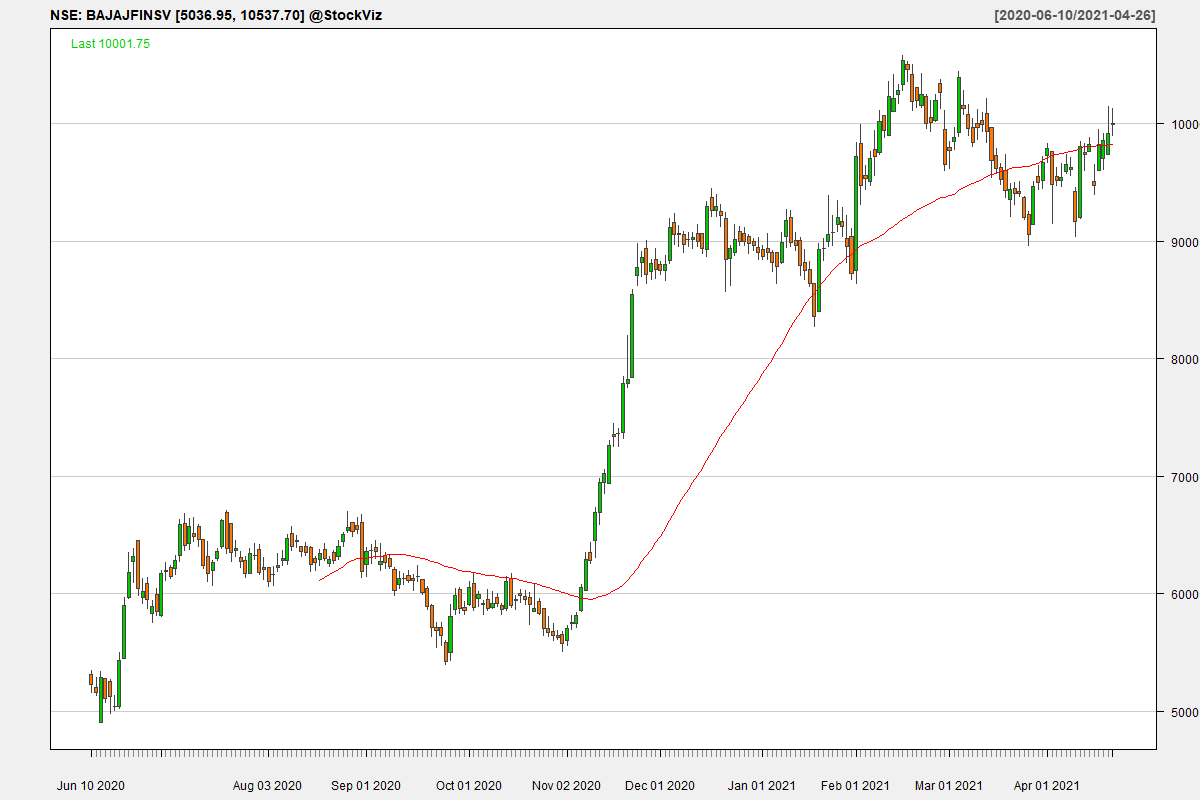 NSE: BAJAJFINSV [5036.95, 10537.70] @StockViz [2020-06-10/2021-04-26]
Last 10001.75
1000
9000
8000
7000
6000
5000
Jun 10 2020 Aug 03 2020 Sep 01 2020 Oct 01 2020 Nov 02 2020 Dec 01 2020 Jan 01 2021 Feb 01 2021 Mar 01 2021 Apr 01 2021